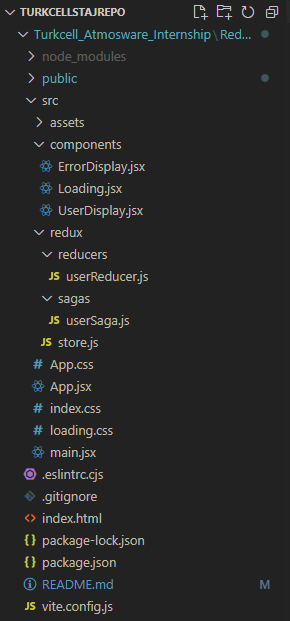 TURKCELLSTAJREPO
Turkcell_Atmosware_Internship\Red...
node_modules
public
src
assets
components
ErrorDisplay.jsx
Loading.jsx
UserDisplay.jsx
redux
reducers
JS userReducer.js
sagas
JS userSaga.js
JS store.js
# App.css
App.jsx
# index.css
# loading.css
main.jsx
.eslintrc.cjs
.gitignore
<> index.html
{ } package-lock.json
{ } package.json
README.md M
JS vite.config.js